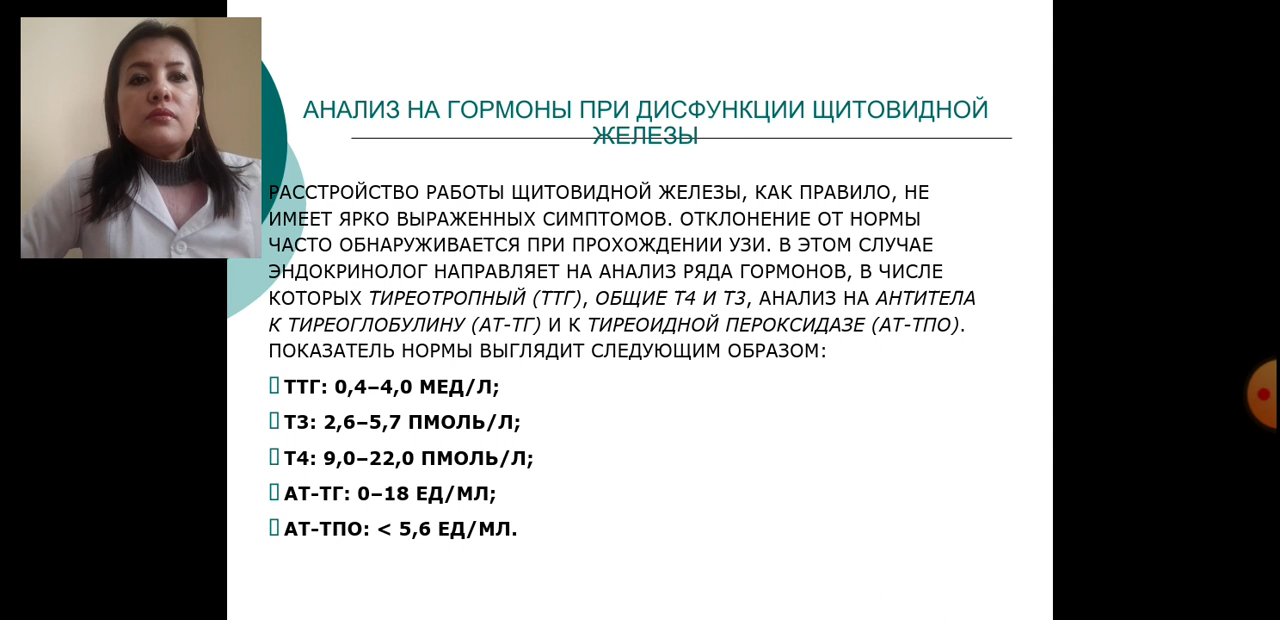 АНАЛИЗ НА ГОРМОНЫ ПРИ ДИСФУНКЦИИ ЩИТОВИДНОЙ
ЖЕЛЕЗЫ
РАССТРОЙСТВО РАБОТЫ ЩИТОВИДНОЙ ЖЕЛЕЗЫ, КАК ПРАВИЛО, НЕ
ИМЕЕТ ЯРКО ВЫРАЖЕННЫХ СИМПТОМОВ. ОТКЛОНЕНИЕ ОТ НОРМЫ
ЧАСТО ОБНАРУЖИВАЕТСЯ ПРИ ПРОХОЖДЕНИИ УЗИ. В ЭТОМ СЛУЧАЕ
ЭНДОКРИНОЛОГ НАПРАВЛЯЕТ НА АНАЛИЗ РЯДА ГОРМОНОВ, В ЧИСЛЕ
КОТОРЫХ ТИРЕОТРОПНЫЙ (ТТГ), ОБЩИЕ Т4 И Т3, АНАЛИЗ НА АНТИТЕЛА
К ТИРЕОГЛОБУЛИНУ (АТ-ТГ) И К ТИРЕОИДНОЙ ПЕРОКСИДАЗЕ (АТ-ТПО).
ПОКАЗАТЕЛЬ НОРМЫ ВЫГЛЯДИТ СЛЕДУЮЩИМ ОБРАЗОМ:
ТТГ: 0,4–4,0 МЕД/Л;
Т3: 2,6–5,7 ПМОЛЬ/Л;
Т4: 9,0–22,0 ПМОЛЬ/Л;
АТ-ТГ: 0–18 ЕД/МЛ;
АТ-ТПО: < 5,6 ЕД/МЛ.